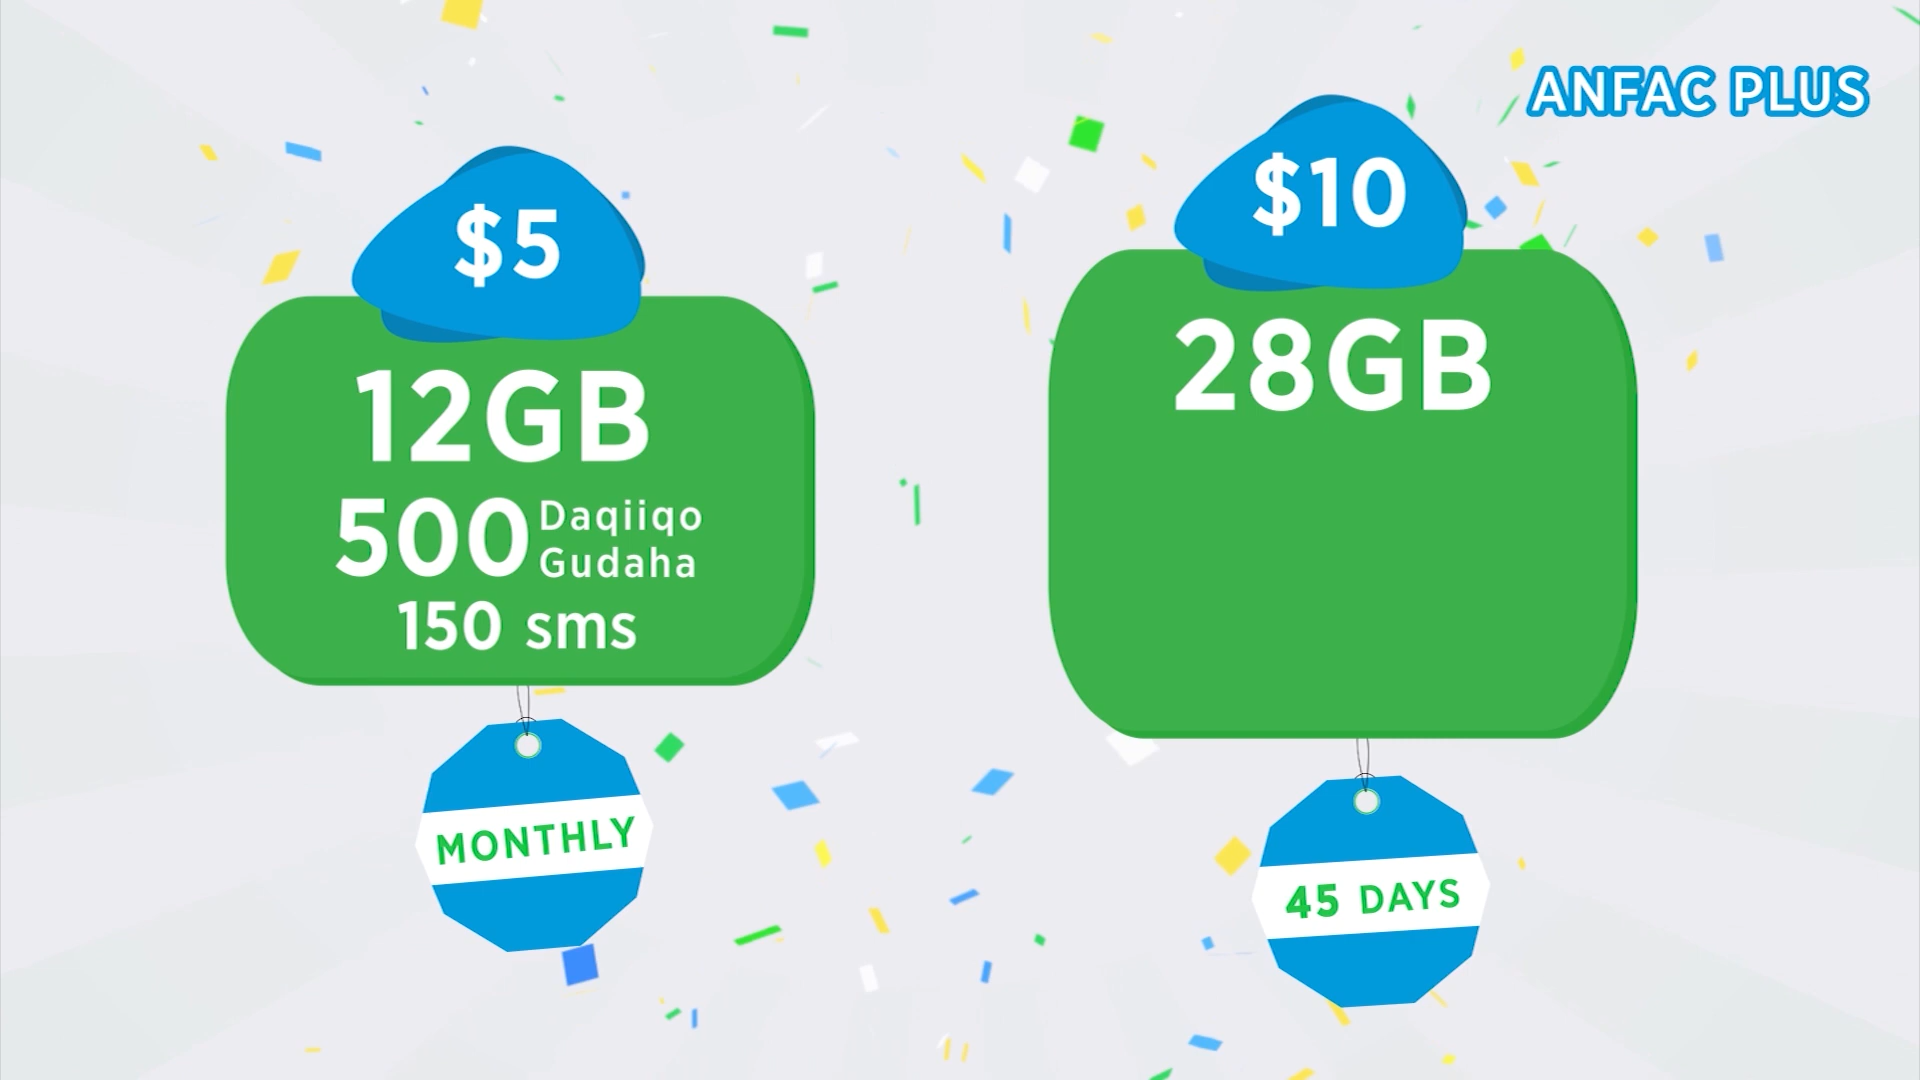 ANFAC PLUS
$5
12GB
500 Daqiiqo
Gudaha
150 sms
MONTHLY
$10
28GB
45 DAYS